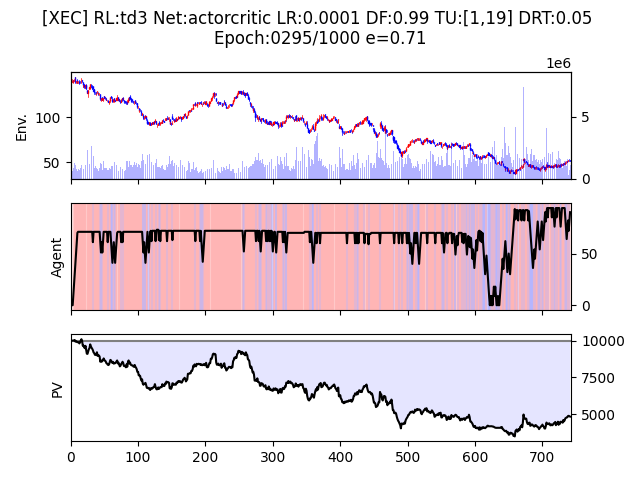 [XEC] RL:td3 Net:actorcritic LR:0.0001 DF:0.99 TU:[1,19] DRT:0.05
Epoch:0295/1000 e=0.71
1e6
Env.
100
50
5
0
Agent
50
0
PV
10000
7500
5000
0 100 200 300 400 500 600 700